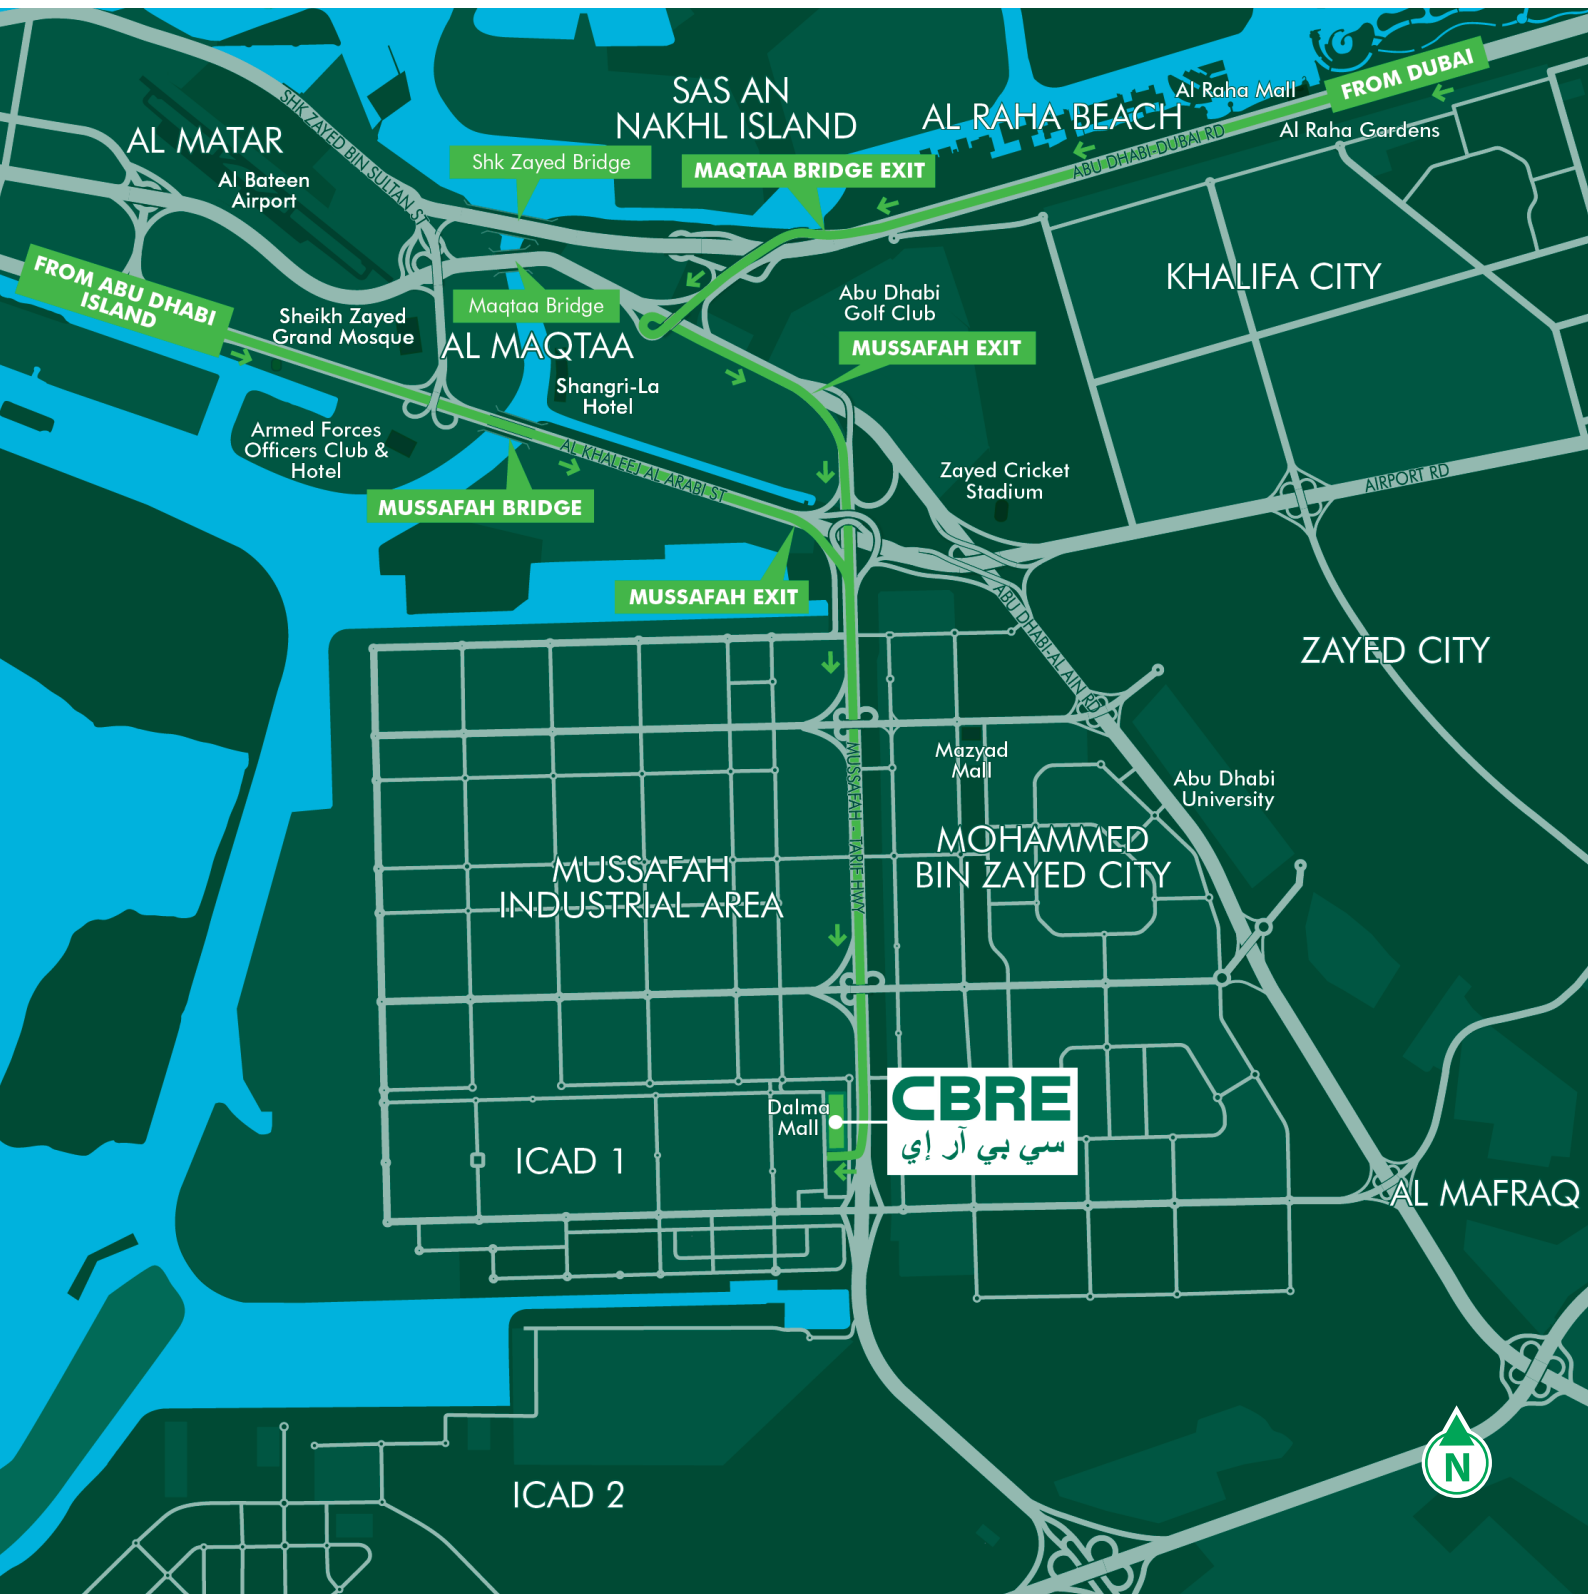 SAS AN
NAKHL ISLAND
AL RAHA BEACH
Al Raha Mall
FROM DUBAI
Al Raha Gardens
ABU DHABI-DUBAI RD
SHK ZAYED BIN SULTAN ST
AL MATAR
Al Bateen
Airport
Shk Zayed Bridge
MAQTAA BRIDGE EXIT
FROM ABU DHABI
ISLAND
Sheikh Zayed
Grand Mosque
Maqtaa Bridge
AL MAQTAA
Abu Dhabi
Golf Club
MUSSAFAH EXIT
KHALIFA CITY
Shangri-La
Hotel
Armed Forces
Officers Club &
Hotel
AL KHALEEJ AL ARABI ST
MUSSAFAH BRIDGE
Zayed Cricket
Stadium
AIRPORT RD
MUSSAFAH EXIT
ABU DHABI-AL AIN RD
ZAYED CITY
Mazyad
Mall
MUSSAFAH - TARIF HWY
Abu Dhabi
University
MOHAMMED
BIN ZAYED CITY
MUSSAFAH
INDUSTRIAL AREA
Dalma
Mall
CBRE
سي بي آر إي
ICAD 1
AL MAFRAQ
ICAD 2
N